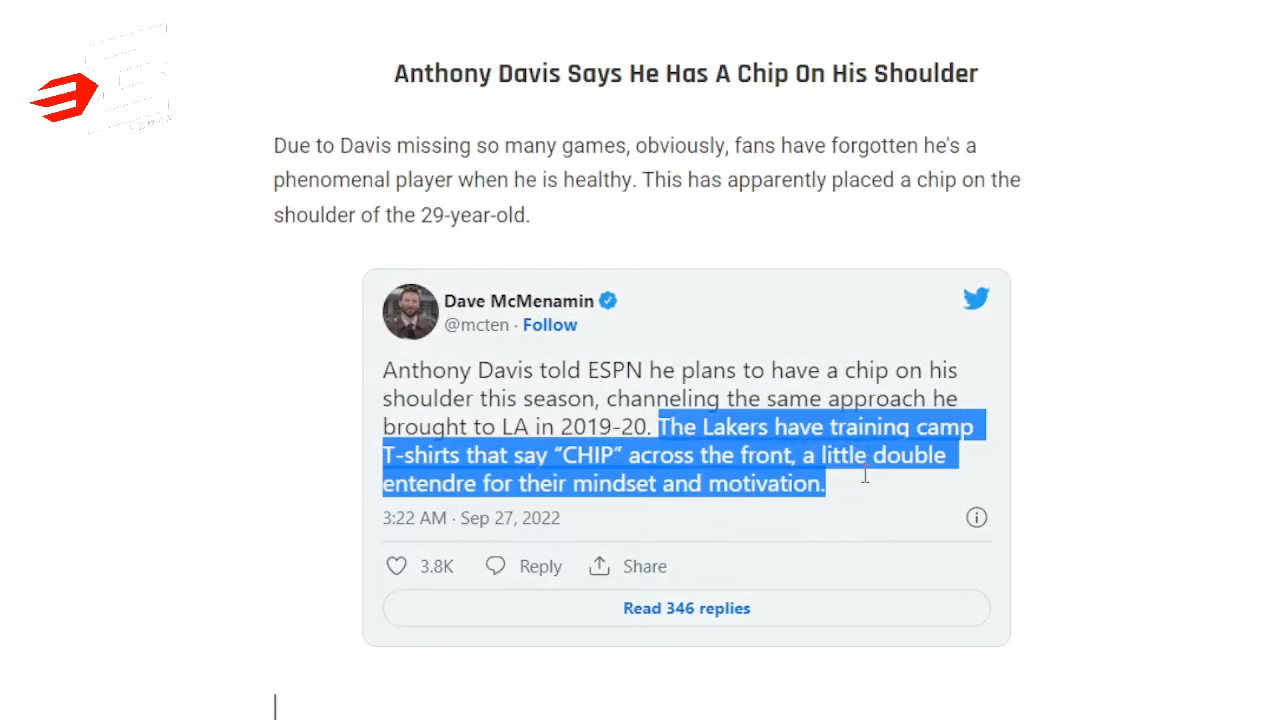 Anthony Davis Says He Has A Chip On His Shoulder
Due to Davis missing so many games, obviously, fans have forgotten he's a
phenomenal player when he is healthy. This has apparently placed a chip on the
shoulder of the 29-year-old.
Dave McMenamin
@mcten · Follow
Anthony Davis told ESPN he plans to have a chip on his
shoulder this season, channeling the same approach he
brought to LA in 2019-20. The Lakers have training camp
T-shirts that say “CHIP” across the front, a little double
entendre for their mindset and motivation.
3:22 AM · Sep 27, 2022
3.8K Reply Share
Read 346 replies